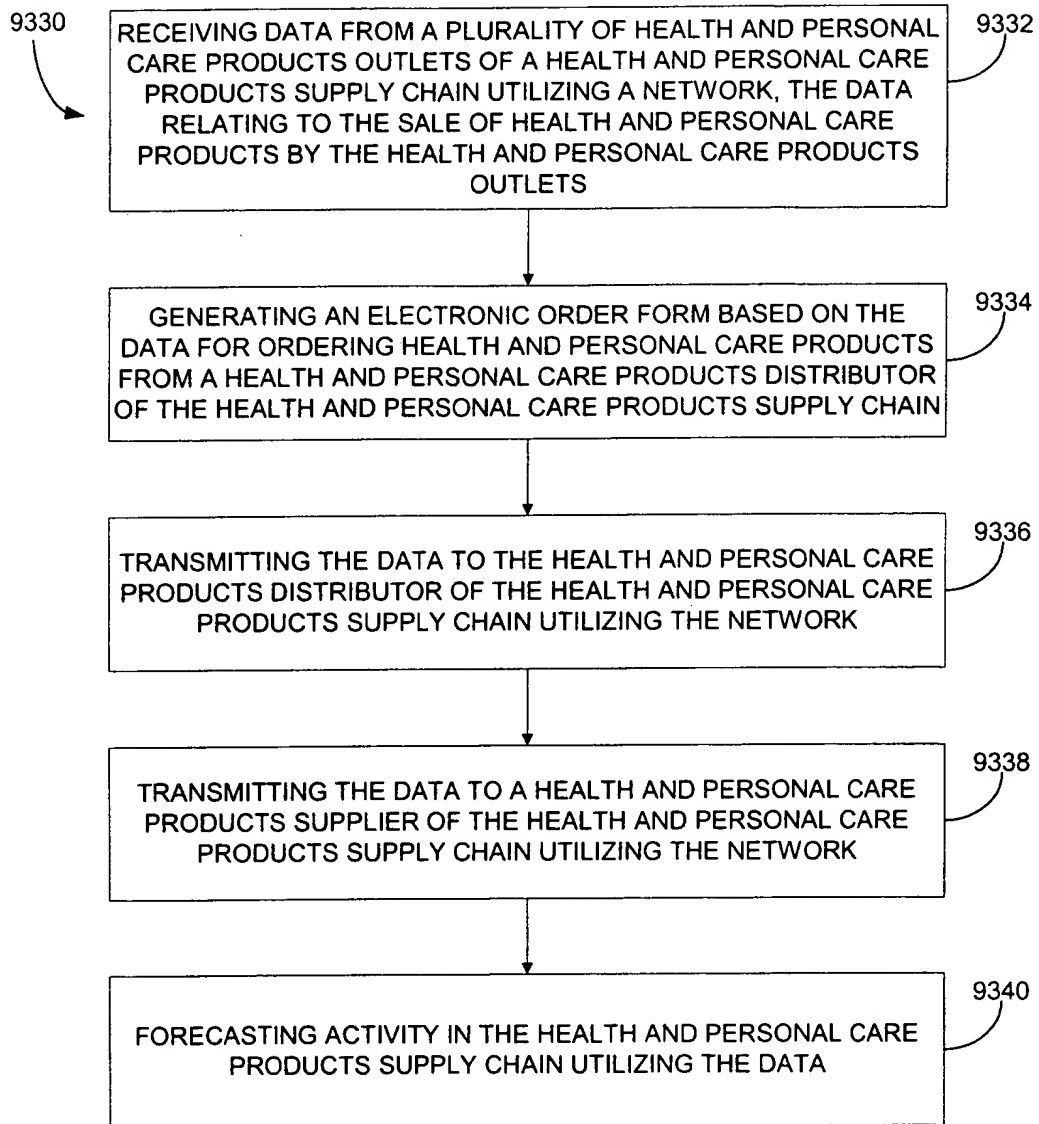 9330
RECEIVING DATA FROM A PLURALITY OF HEALTH AND PERSONAL
CARE PRODUCTS OUTLETS OF A HEALTH AND PERSONAL CARE
PRODUCTS SUPPLY CHAIN UTILIZING A NETWORK, THE DATA
RELATING TO THE SALE OF HEALTH AND PERSONAL CARE
PRODUCTS BY THE HEALTH AND PERSONAL CARE PRODUCTS
OUTLETS
9332
GENERATING AN ELECTRONIC ORDER FORM BASED ON THE
DATA FOR ORDERING HEALTH AND PERSONAL CARE PRODUCTS
FROM A HEALTH AND PERSONAL CARE PRODUCTS DISTRIBUTOR
OF THE HEALTH AND PERSONAL CARE PRODUCTS SUPPLY CHAIN
9334
TRANSMITTING THE DATA TO THE HEALTH AND PERSONAL CARE
PRODUCTS DISTRIBUTOR OF THE HEALTH AND PERSONAL CARE
PRODUCTS SUPPLY CHAIN UTILIZING THE NETWORK
9336
TRANSMITTING THE DATA TO A HEALTH AND PERSONAL CARE
PRODUCTS SUPPLIER OF THE HEALTH AND PERSONAL CARE
PRODUCTS SUPPLY CHAIN UTILIZING THE NETWORK
9338
FORECASTING ACTIVITY IN THE HEALTH AND PERSONAL CARE
PRODUCTS SUPPLY CHAIN UTILIZING THE DATA
9340